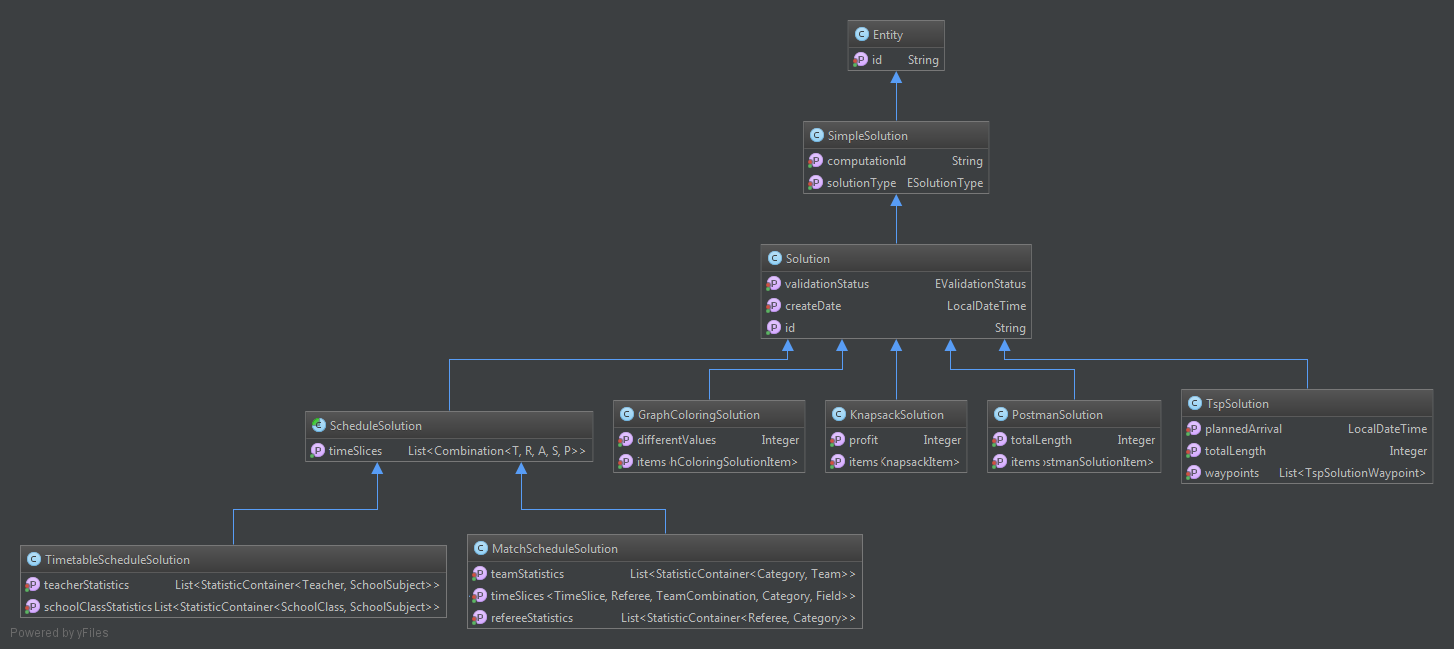 Entity
id String
SimpleSolution
computationId String
solutionType ESolutionType
Solution
validationStatus EValidationStatus
createDate LocalDateTime
id String
ScheduleSolution
timeSlices List<Combination<T, R, A, S, P>>
GraphColoringSolution
differentValues Integer
items hColoringSolutionItem>
KnapsackSolution
profit Integer
items KnapsackItem>
PostmanSolution
totalLength Integer
items ostmanSolutionItem>
TspSolution
plannedArrival LocalDateTime
totalLength Integer
waypoints List<TspSolutionWaypoint>
TimetableScheduleSolution
teacherStatistics List<StatisticContainer<Teacher, SchoolSubject>>
schoolClassStatistics List<StatisticContainer<SchoolClass, SchoolSubject>>
MatchScheduleSolution
teamStatistics List<StatisticContainer<Category, Team>>
timeSlices <TimeSlice, Referee, TeamCombination, Category, Field>>
refereeStatistics List<StatisticContainer<Referee, Category>>
Powered by yFiles